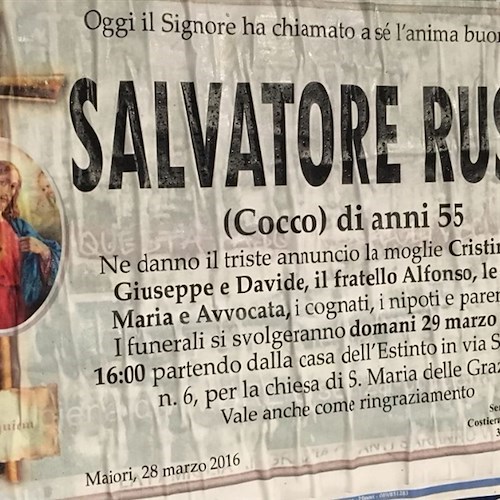 Oggi il Signore ha chiamato a sé l'anima buon
SALVATORE RUS
(Cocco) di anni 55
Ne danno il triste annuncio la moglie Cristin
Giuseppe e Davide, il fratello Alfonso, le
Maria e Avvocata, i cognati, i nipoti e paren
I funerali si svolgeranno domani 29 marzo
16:00 partendo dalla casa dell'Estinto in via S
n. 6, per la chiesa di S. Maria delle Graz
Vale anche come ringraziamento
Ser
Costiera
3
Maiori, 28 marzo 2016